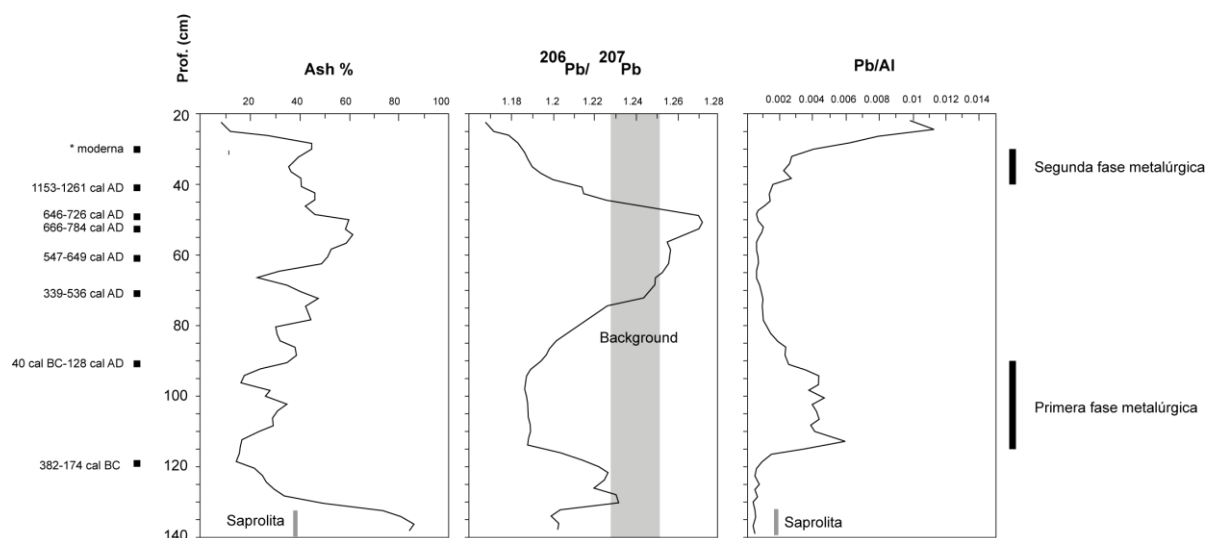 Prof. (cm)
Ash %
206Pb/ 207Pb
Pb/Al
20 40 60 80 100
1.18 1.2 1.22 1.24 1.26 1.28
0.002 0.004 0.006 0.008 0.01 0.012 0.014
20
40
60
80
100
120
140
* moderna
1153-1261 cal AD
646-726 cal AD
666-784 cal AD
547-649 cal AD
339-536 cal AD
40 cal BC-128 cal AD
382-174 cal BC
Saprolita
Background
Saprolita
Segunda fase metalúrgica
Primera fase metalúrgica